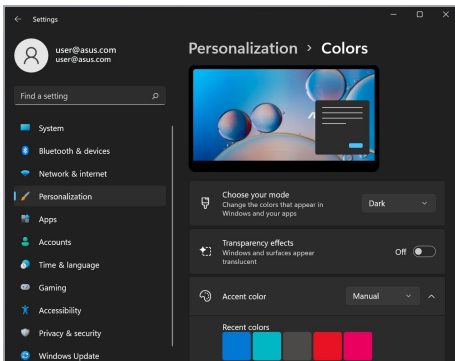 Settings
user@asus.com
user@asus.com
Find a setting
System
Bluetooth & devices
Network & internet
Personalization
Apps
Accounts
Time & language
Gaming
Accessibility
Privacy & security
Windows Update
Personalization > Colors
Choose your mode
Change the colors that appear in
Windows and your apps
Dark
Transparency effects
Windows and surfaces appear
translucent
Off
Accent color
Manual
Recent colors